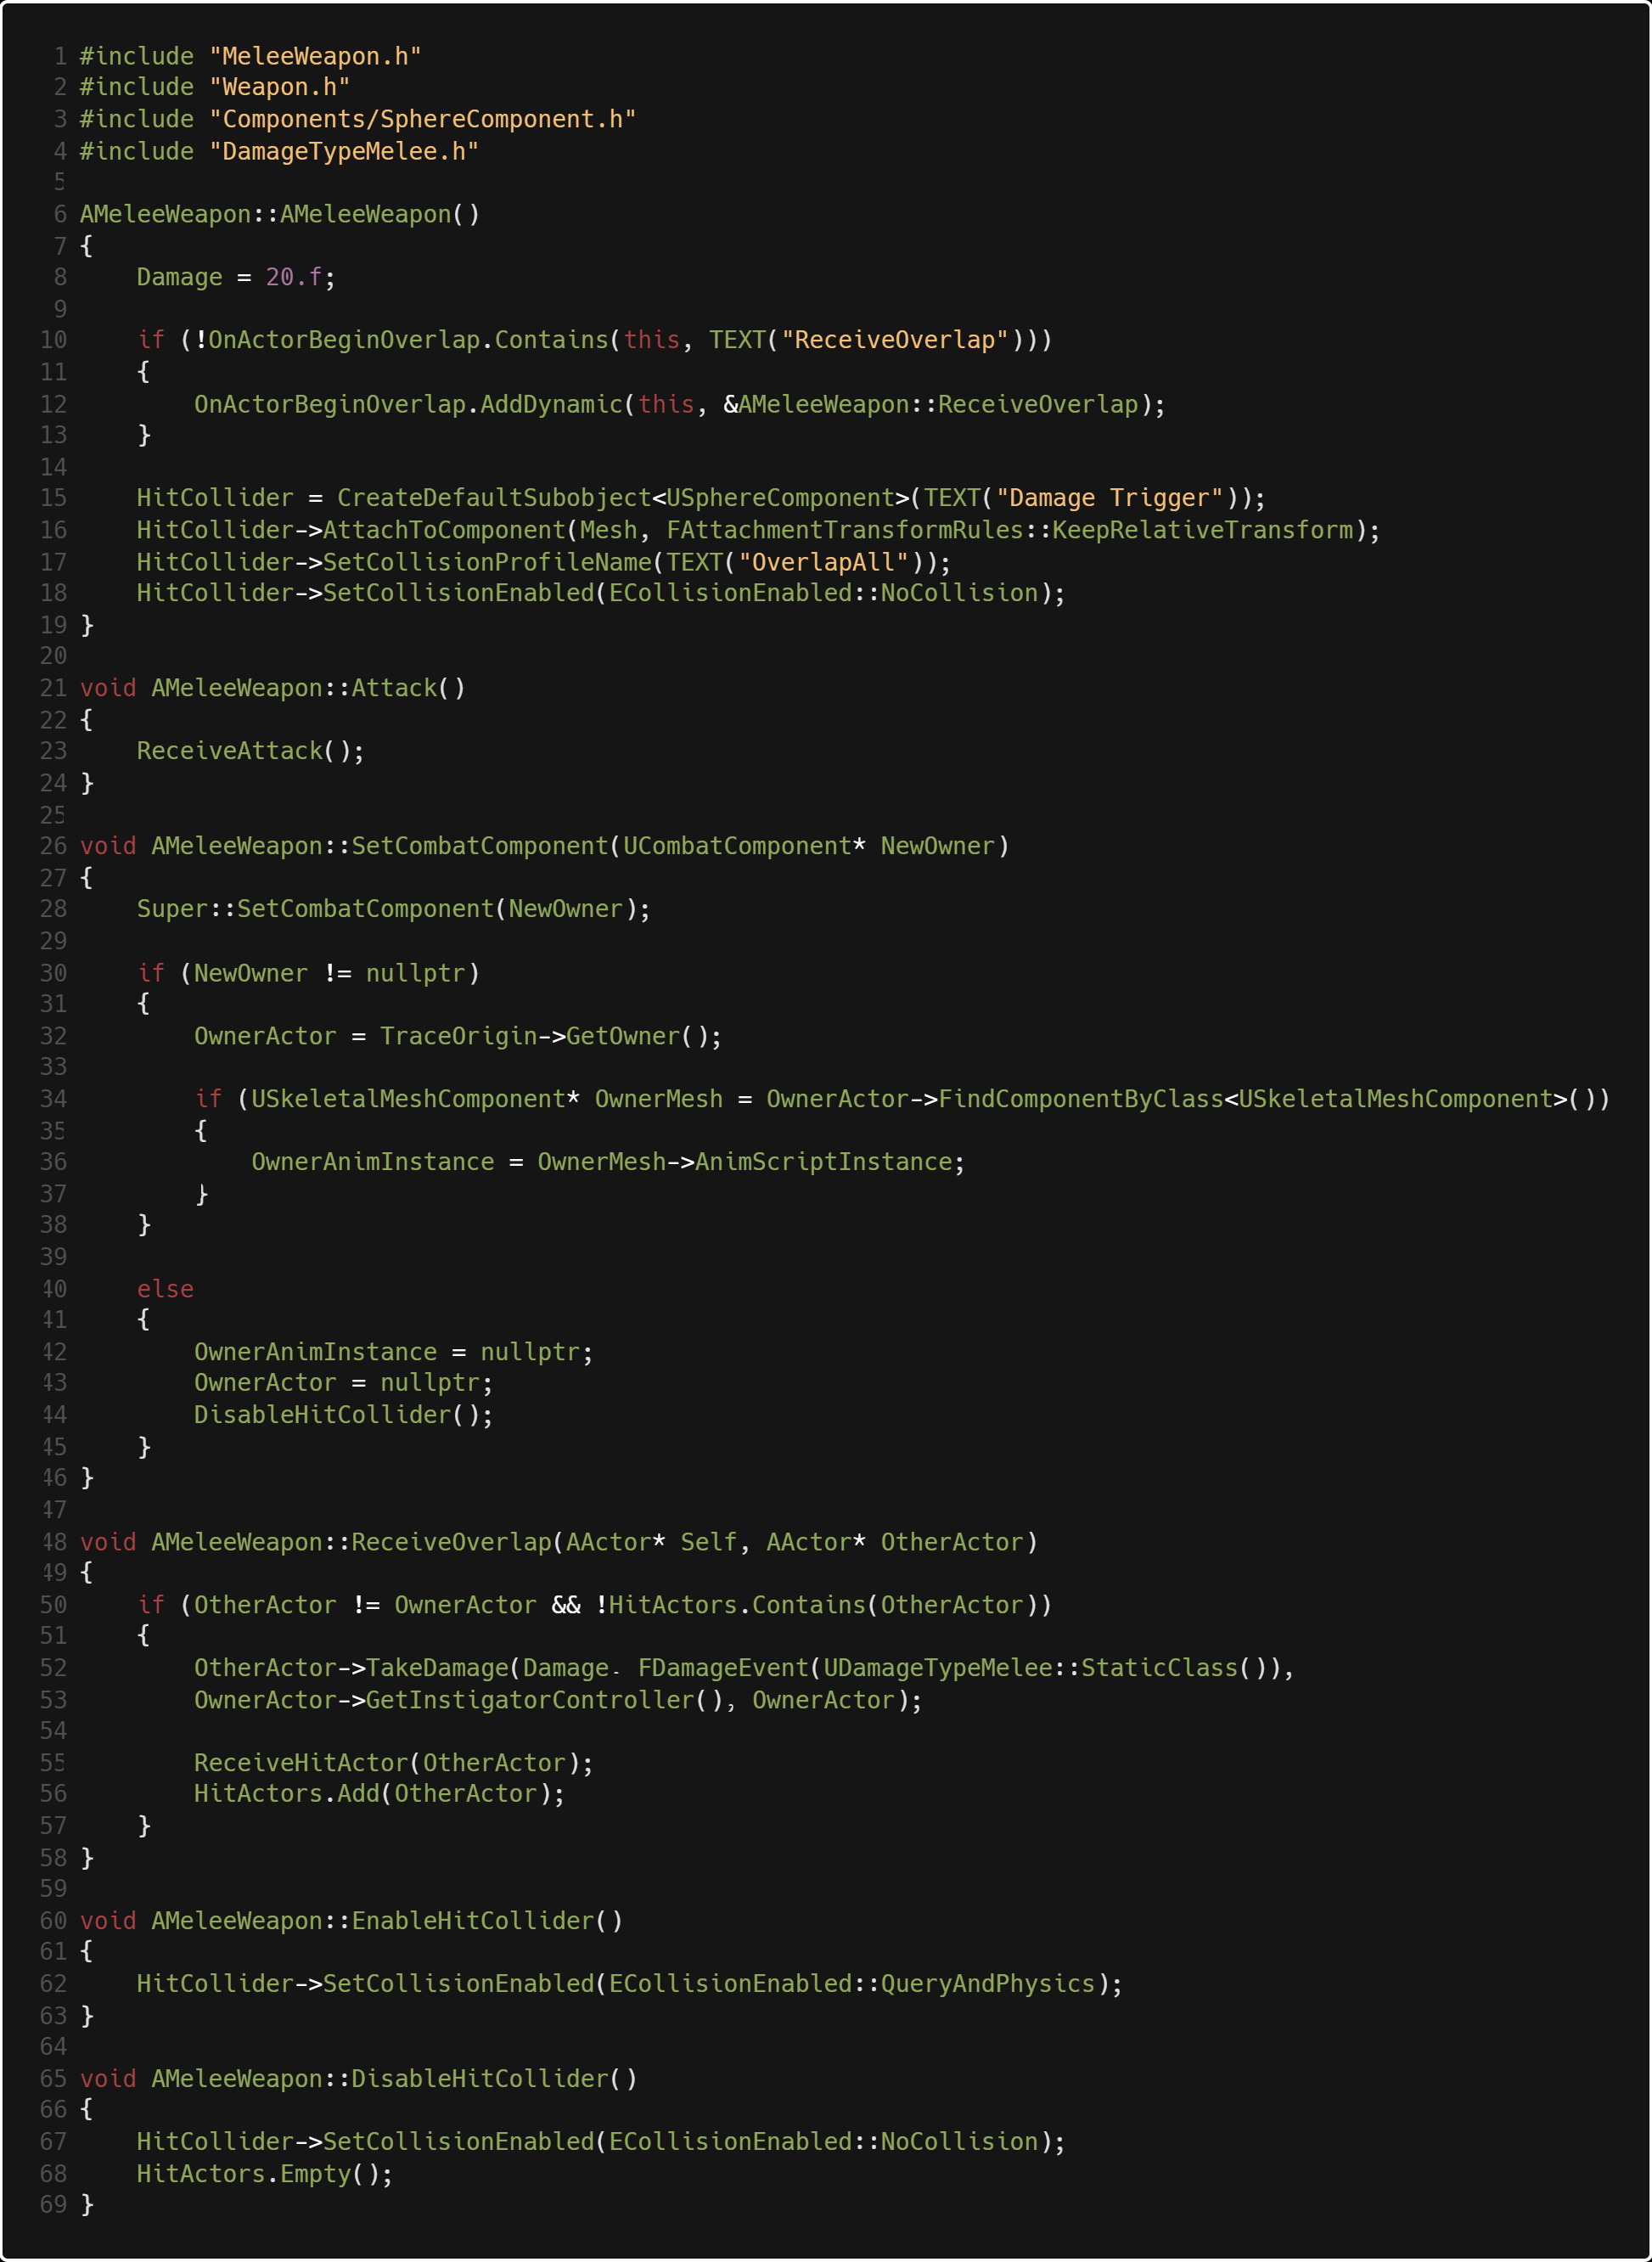 1 #include "MeleeWeapon.h"
2 #include "Weapon.h"
3 #include "Components/SphereComponent.h"
4 #include "DamageTypeMelee.h"
5
6 AMeleeWeapon::AMeleeWeapon()
7 {
8     Damage = 20.f;
9
10     if (!OnActorBeginOverlap.Contains(this, TEXT("ReceiveOverlap")))
11     {
12         OnActorBeginOverlap.AddDynamic(this, &AMeleeWeapon::ReceiveOverlap);
13     }
14
15     HitCollider = CreateDefaultSubobject<USphereComponent>(TEXT("Damage Trigger"));
16     HitCollider->AttachToComponent(Mesh, FAttachmentTransformRules::KeepRelativeTransform);
17     HitCollider->SetCollisionProfileName(TEXT("OverlapAll"));
18     HitCollider->SetCollisionEnabled(ECollisionEnabled::NoCollision);
19 }
20
21 void AMeleeWeapon::Attack()
22 {
23     ReceiveAttack();
24 }
25
26 void AMeleeWeapon::SetCombatComponent(UCombatComponent* NewOwner)
27 {
28     Super::SetCombatComponent(NewOwner);
29
30     if (NewOwner != nullptr)
31     {
32         OwnerActor = TraceOrigin->GetOwner();
33
34         if (USkeletalMeshComponent* OwnerMesh = OwnerActor->FindComponentByClass<USkeletalMeshComponent>())
35         {
36             OwnerAnimInstance = OwnerMesh->AnimScriptInstance;
37         }
38     }
39
40     else
41     {
42         OwnerAnimInstance = nullptr;
43         OwnerActor = nullptr;
44         DisableHitCollider();
45     }
46 }
47
48 void AMeleeWeapon::ReceiveOverlap(AActor* Self, AActor* OtherActor)
49 {
50     if (OtherActor != OwnerActor && !HitActors.Contains(OtherActor))
51     {
52         OtherActor->TakeDamage(Damage, FDamageEvent(UDamageTypeMelee::StaticClass()),
53         OwnerActor->GetInstigatorController(), OwnerActor);
54
55         ReceiveHitActor(OtherActor);
56         HitActors.Add(OtherActor);
57     }
58 }
59
60 void AMeleeWeapon::EnableHitCollider()
61 {
62     HitCollider->SetCollisionEnabled(ECollisionEnabled::QueryAndPhysics);
63 }
64
65 void AMeleeWeapon::DisableHitCollider()
66 {
67     HitCollider->SetCollisionEnabled(ECollisionEnabled::NoCollision);
68     HitActors.Empty();
69 }